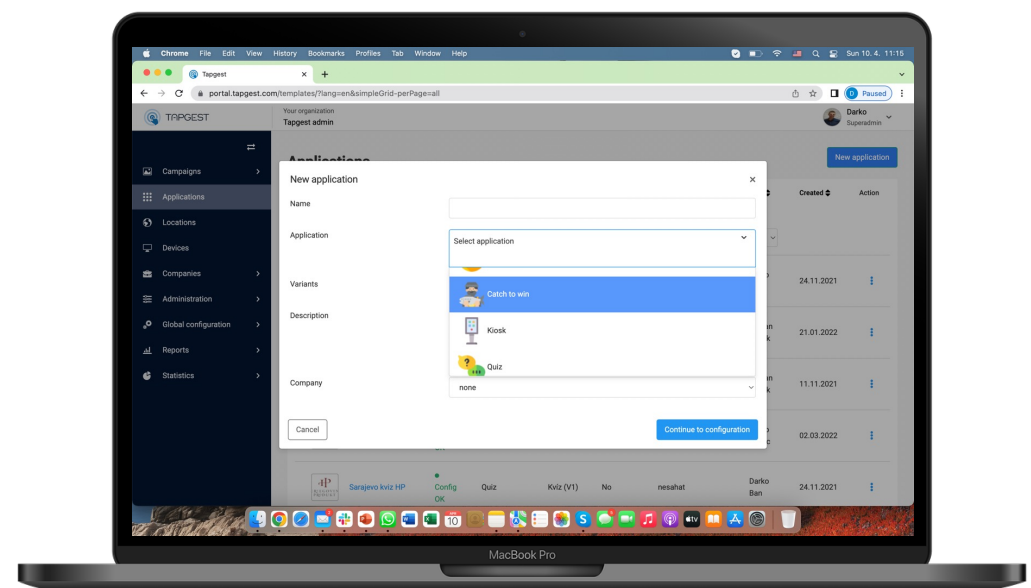 Chrome File Edit View History Bookmarks Profiles Tab Window Help Sun 10. 4. 11:15
Tapgest
portal.tapgest.com/templates/?lang=en&simpleGrid-perPage=all
D Paused
TAPGEST
Your organization
Tapgest admin
Darko
Superadmin
Campaigns
Applications
Locations
Devices
Companies
Administration
Global configuration
Reports
Statistics
Applications
New application
Created Action
24.11.2021
21.01.2022
11.11.2021
02.03.2022
New application
Name
Application
Select application
Catch to win
Kiosk
Quiz
Variants
Description
Company
none
Cancel
Continue to configuration
Sarajevo kviz HP
Config
OK
Quiz
Kviz (V1)
No
nesahat
Darko
Ban
24.11.2021
10
tv
MacBook Pro